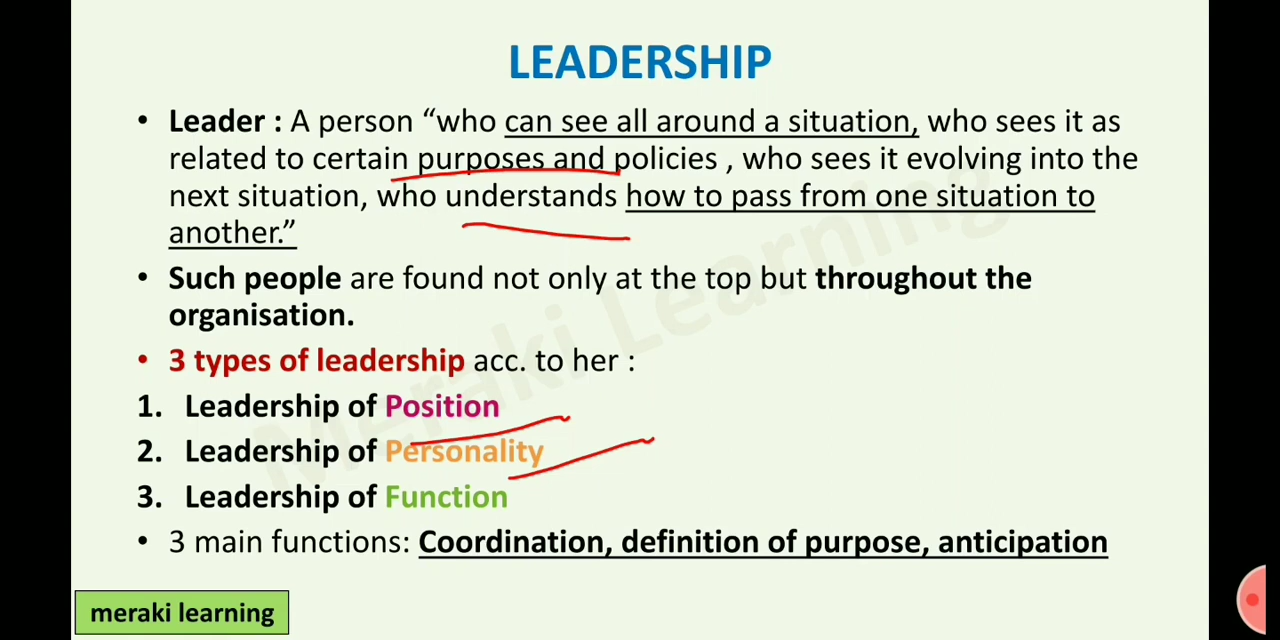 LEADERSHIP
• Leader : A person “who can see all around a situation, who sees it as
related to certain purposes and policies , who sees it evolving into the
next situation, who understands how to pass from one situation to
another.”
• Such people are found not only at the top but throughout the
organisation.
• 3 types of leadership acc. to her :
1. Leadership of Position
2. Leadership of Personality
3. Leadership of Function
• 3 main functions: Coordination, definition of purpose, anticipation
Meraki Learning
meraki learning